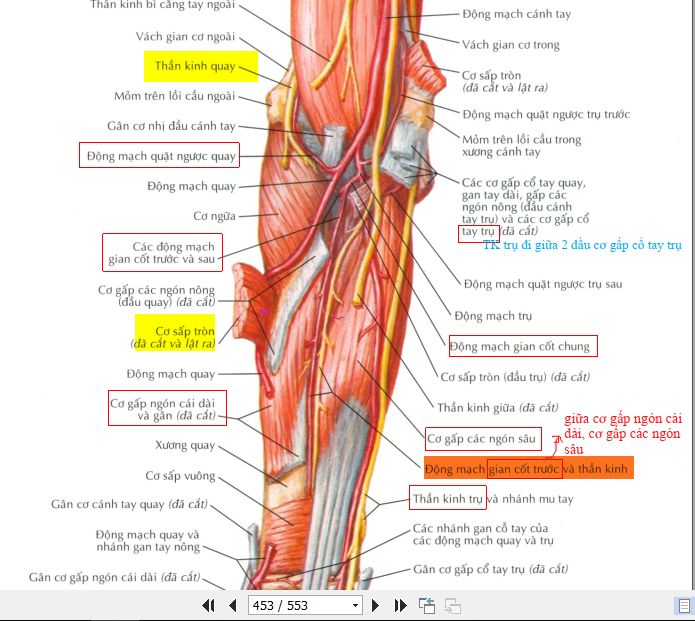 Thần kinh bì cẳng tay ngoài
Vách gian cơ ngoài
Thần kinh quay
Mỏm trên lồi cầu ngoài
Gân cơ nhị đầu cánh tay
Động mạch quặt ngược quay
Động mạch quay
Cơ ngửa
Các động mạch
gian cốt trước và sau
Cơ gấp các ngón nông
(đầu quay) (đã cắt)
Cơ sấp tròn
(đã cắt và lật ra)
Động mạch quay
Cơ gấp ngón cái dài
và gân (đã cắt)
Xương quay
Cơ sấp vuông
Gân cơ cánh tay quay (đã cắt)
Động mạch quay và
nhánh gan tay nông
Gân cơ gấp ngón cái dài (đã cắt)
Động mạch cánh tay
Vách gian cơ trong
Cơ sấp tròn
(đã cắt và lật ra)
Động mạch quặt ngược trụ trước
Mỏm trên lồi cầu trong
xương cánh tay
Các cơ gấp cổ tay quay,
gan tay dài, gấp các
ngón nông (đầu cánh
tay trụ) và các cơ gấp cổ
tay trụ (đã cắt)
TK trụ đi giữa 2 đầu cơ gấp cổ tay trụ
Động mạch quặt ngược trụ sau
Động mạch trụ
Động mạch gian cốt chung
Cơ sấp tròn (đầu trụ) (đã cắt)
Thần kinh giữa (đã cắt)
giữa cơ gấp ngón cài
dài, cơ gấp các ngón
sâu
Cơ gấp các ngón sâu
Động mạch gian cốt trước và thần kinh
Thần kinh trụ và nhánh mu tay
Các nhánh gan cổ tay của
các động mạch quay và trụ
Gân cơ gấp cổ tay trụ (đã cắt)
453 / 553